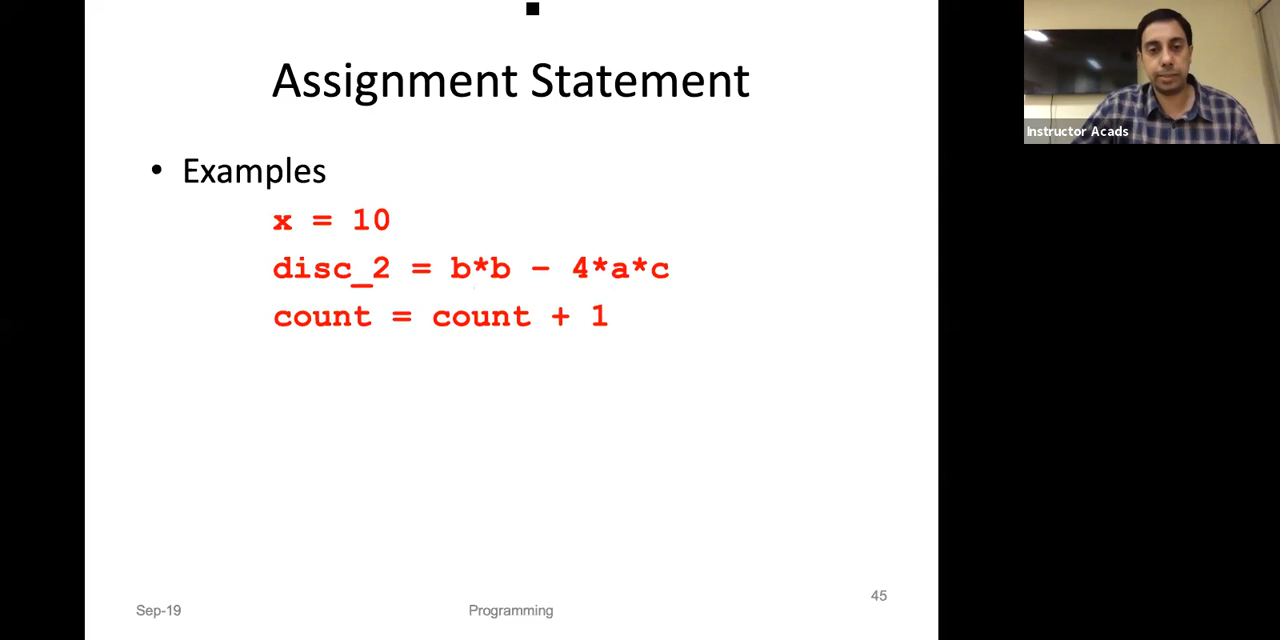 Assignment Statement
• Examples
x = 10
disc_2 = b*b – 4*a*c
count = count + 1
Sep-19
Programming
45
Instructor Acads